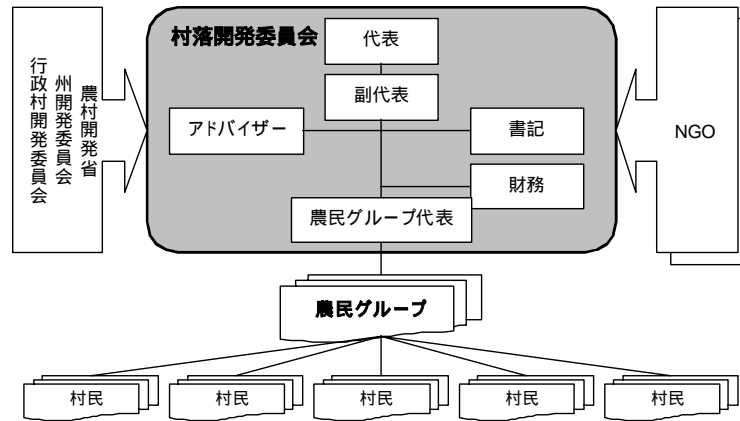 村落開発委員会
代表
副代表
アドバイザー
書記
財務
農民グループ代表
農村開発省
州開発委員会
行政村開発委員会
NGO
農民グループ
村民
村民
村民
村民
村民